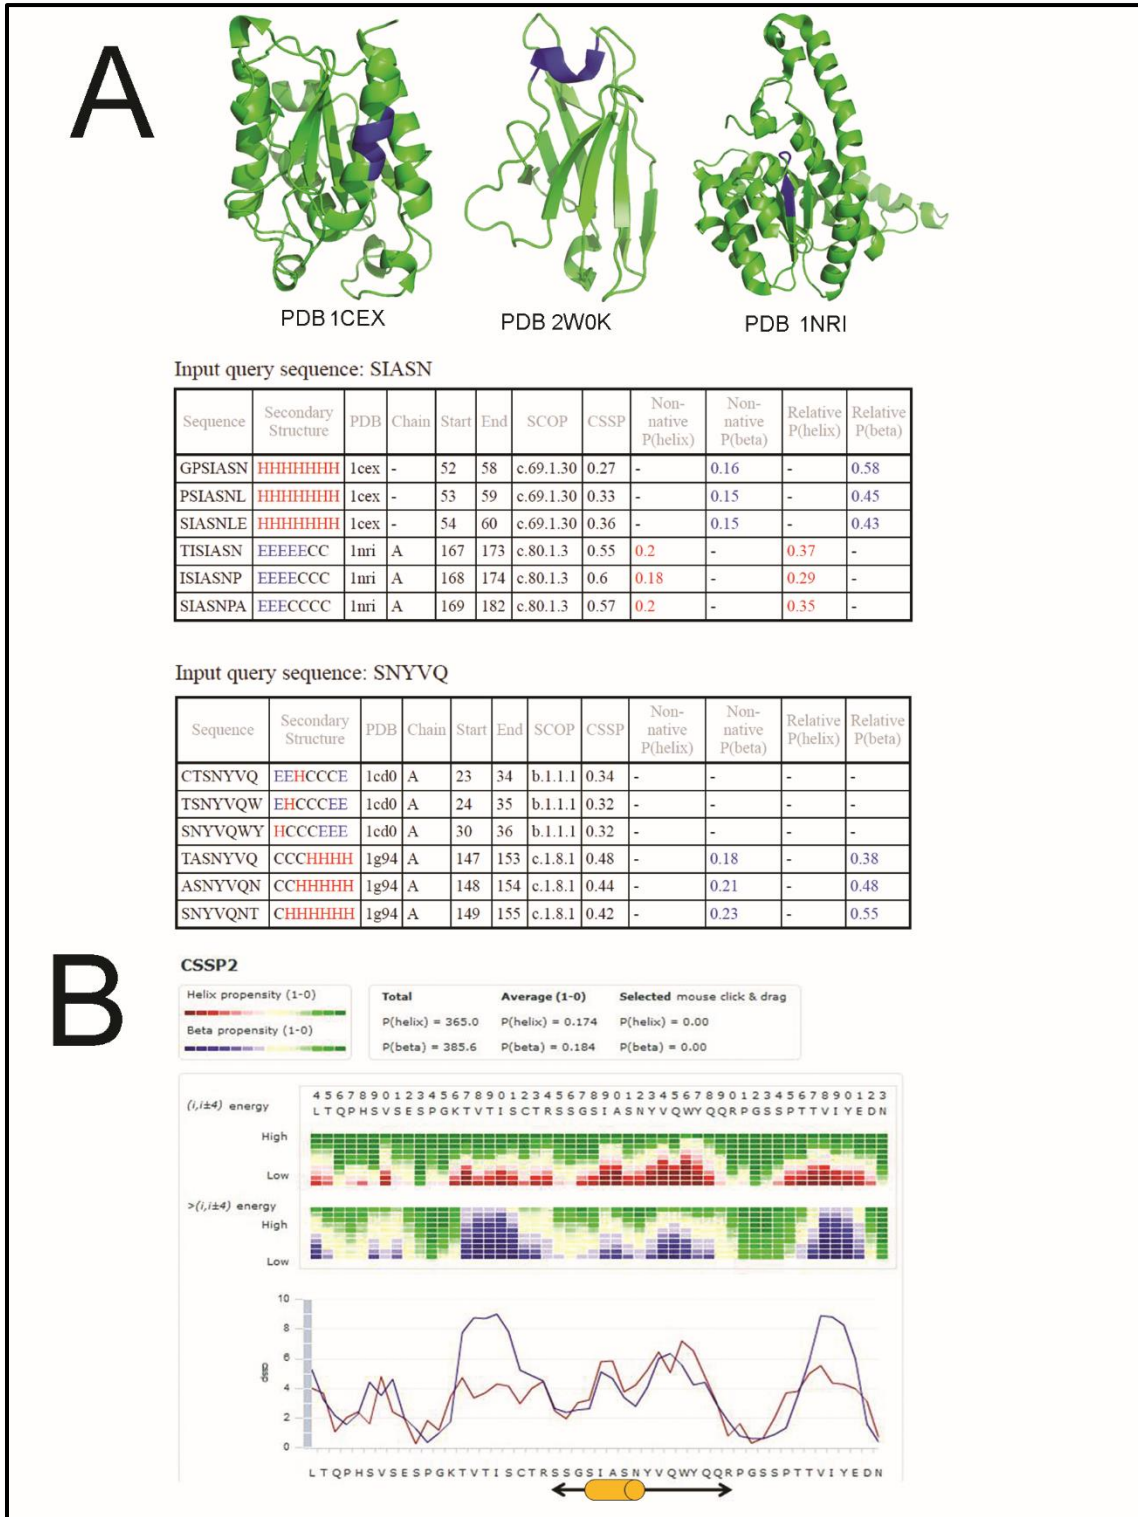 A
PDB 1CEX
PDB 2W0K
PDB 1NRI
Input query sequence: SIASN
Sequence Secondary Structure PDB Chain Start End SCOP CSSP Non-native P(helix) Non-native P(beta) Relative P(helix) Relative P(beta)
GPSIASN HHHHHHH 1cex - 52 58 c.69.1.30 0.27 - 0.16 - 0.58
PSIASNL HHHHHHH 1cex - 53 59 c.69.1.30 0.33 - 0.15 - 0.45
SIASNLE HHHHHHH 1cex - 54 60 c.69.1.30 0.36 - 0.15 - 0.43
TISIASN EEEEECC 1nri A 167 173 c.80.1.3 0.55 0.2 - 0.37 -
ISIASNP EEEECCC 1nri A 168 174 c.80.1.3 0.6 0.18 - 0.29 -
SIASNPA EEECCCC 1nri A 169 182 c.80.1.3 0.57 0.2 - 0.35 -
Input query sequence: SNYVQ
Sequence Secondary Structure PDB Chain Start End SCOP CSSP Non-native P(helix) Non-native P(beta) Relative P(helix) Relative P(beta)
CTSNYVQ EEHCCCE 1cd0 A 23 34 b.1.1.1 0.34 - - - -
TSNYVQW EHCCCEE 1cd0 A 24 35 b.1.1.1 0.32 - - - -
SNYVQWY HCCCEEE 1cd0 A 30 36 b.1.1.1 0.32 - - - -
TASNYVQ CCCHHHH 1g94 A 147 153 c.1.8.1 0.48 - 0.18 - 0.38
ASNYVQN CCHHHHH 1g94 A 148 154 c.1.8.1 0.44 - 0.21 - 0.48
SNYVQNT CHHHHHH 1g94 A 149 155 c.1.8.1 0.42 - 0.23 - 0.55
B
CSSP2
Helix propensity (1-0)
Beta propensity (1-0)
Total Average (1-0) Selected mouse click & drag
P(helix) = 365.0 P(helix) = 0.174 P(helix) = 0.00
P(beta) = 385.6 P(beta) = 0.184 P(beta) = 0.00
4 5 6 7 8 9 0 1 2 3 4 5 6 7 8 9 0 1 2 3 4 5 6 7 8 9 0 1 2 3 4 5 6 7 8 9 0 1 2 3 4 5 6 7 8 9 0 1 2 3
(i,i±4) energy
L T Q P H S V S E S P G K T V T I S C T R S S G S I A S N Y V Q W Y Q Q R P G S S P T T V I Y E D N
High
Low
>(i,i±4) energy
High
Low
10
8
6
dssp
4
2
0
L T Q P H S V S E S P G K T V T I S C T R S S G S I A S N Y V Q W Y Q Q R P G S S P T T V I Y E D N